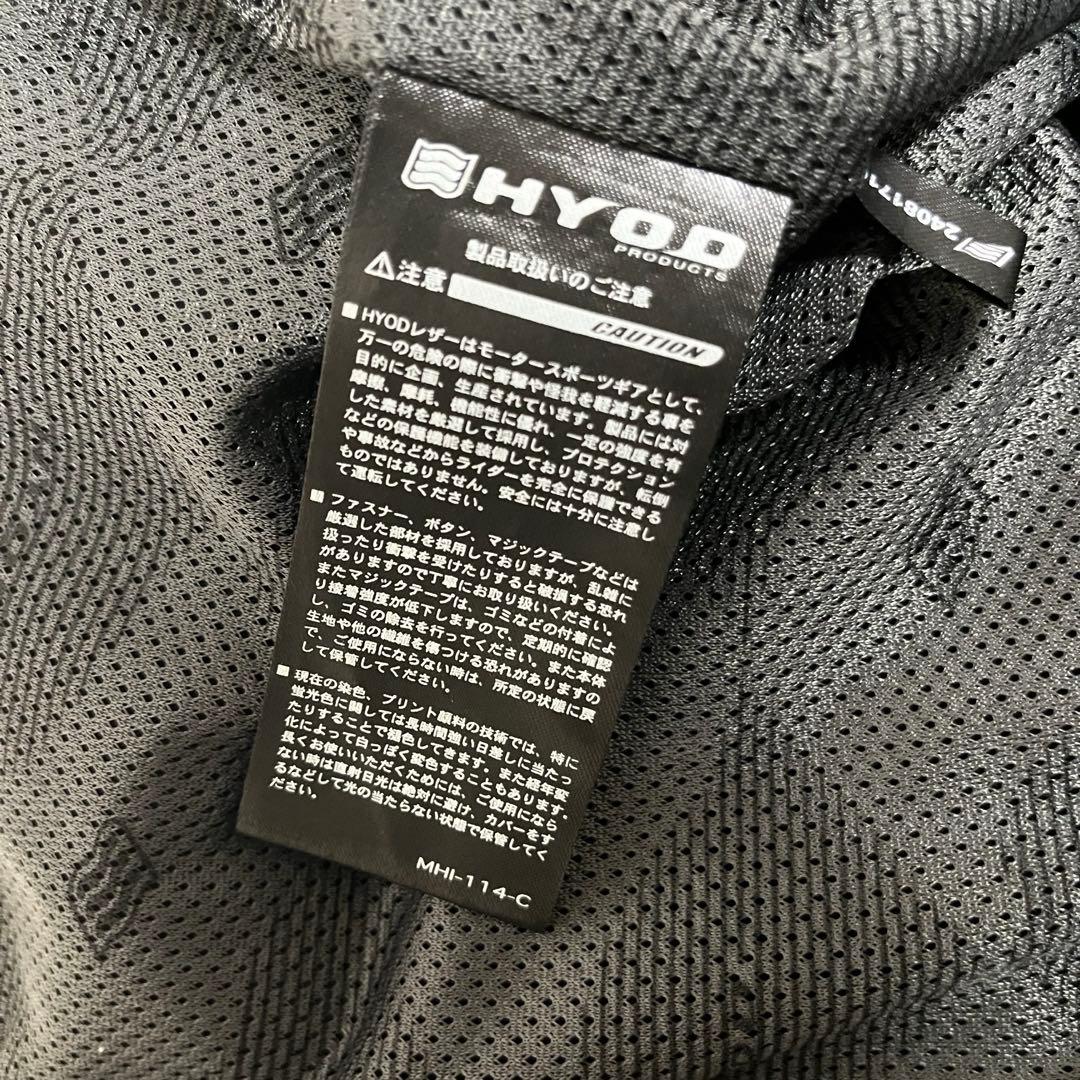 HYOD
PRODUCTS
製品取扱いのご注意
⚠注意 CAUTION
■HYODレザーはモータースポーツギアとして、
万一の危険の際に衝撃や怪我を軽減する事を
目的に企画、生産されています。製品には対
摩擦、摩耗、機能性に優れ、一定の強度を有
した素材を厳選して採用し、プロテクション
などの保護機能を装備しておりますが、転倒
や事故などからライダーを完全に保護できる
ものではありません。安全には十分に注意し
て運転してください。
■ファスナー、ボタン、マジックテープなどは
厳選した部材を採用しておりますが、乱雑に
扱ったり衝撃を受けたりすると破損する恐れ
がありますので丁寧にお取り扱いください。
またマジックテープは、ゴミなどの付着によ
り接着強度が低下しますので、定期的に確認
し、ゴミの除去を行ってください。また本体
生地や他の繊維を傷つける恐れがありますの
で、ご使用にならない時は、所定の状態に戻
して保管してください。
■現在の染色、プリント顔料の技術では、特に
蛍光色に関しては長時間強い日差しに当たっ
たりすることで褪色してきます。また経年変
化によって白っぽく変色することもあります。
長くお使いいただくためには、ご使用になら
ない時は直射日光は絶対に避け、カバーをす
るなどして光の当たらない状態で保管してく
ださい。
MHI-114-C